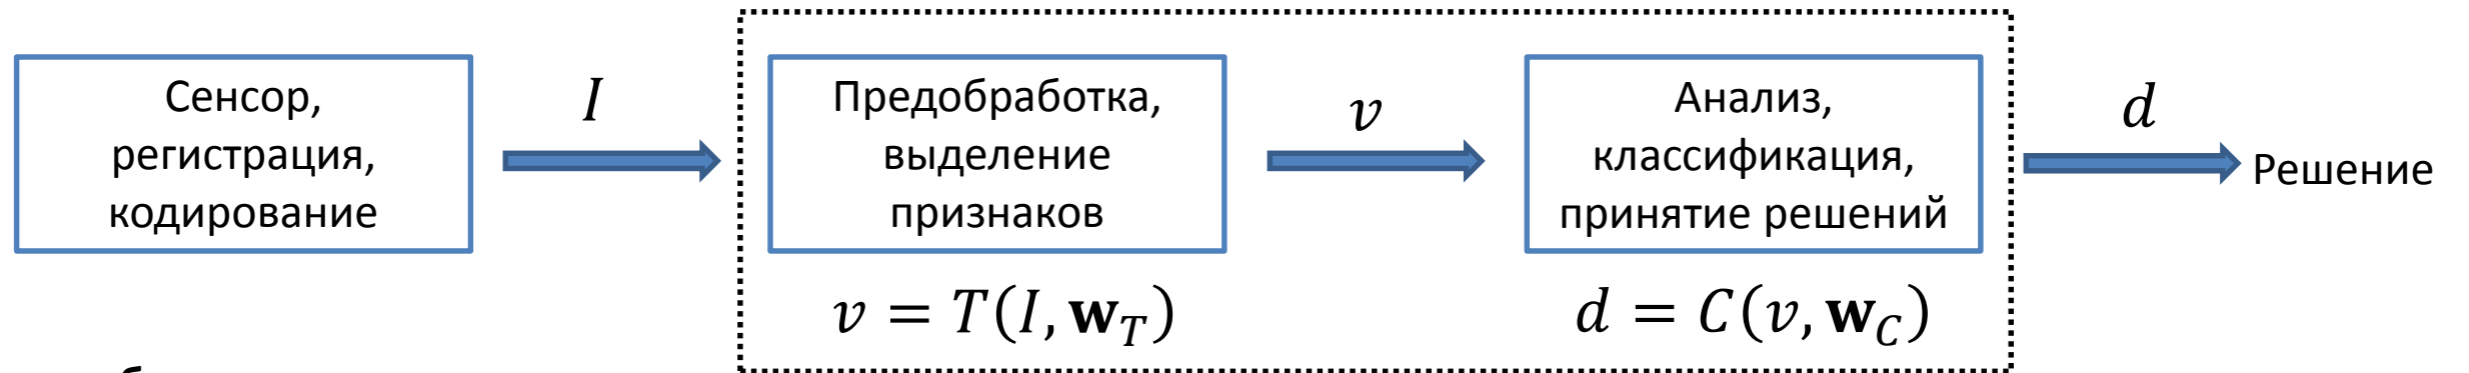 Сенсор,
регистрация,
кодирование
I
Предобработка,
выделение
признаков
v = T(I, w_T)
v
Анализ,
классификация,
принятие решений
d = C(v, w_C)
d
Решение